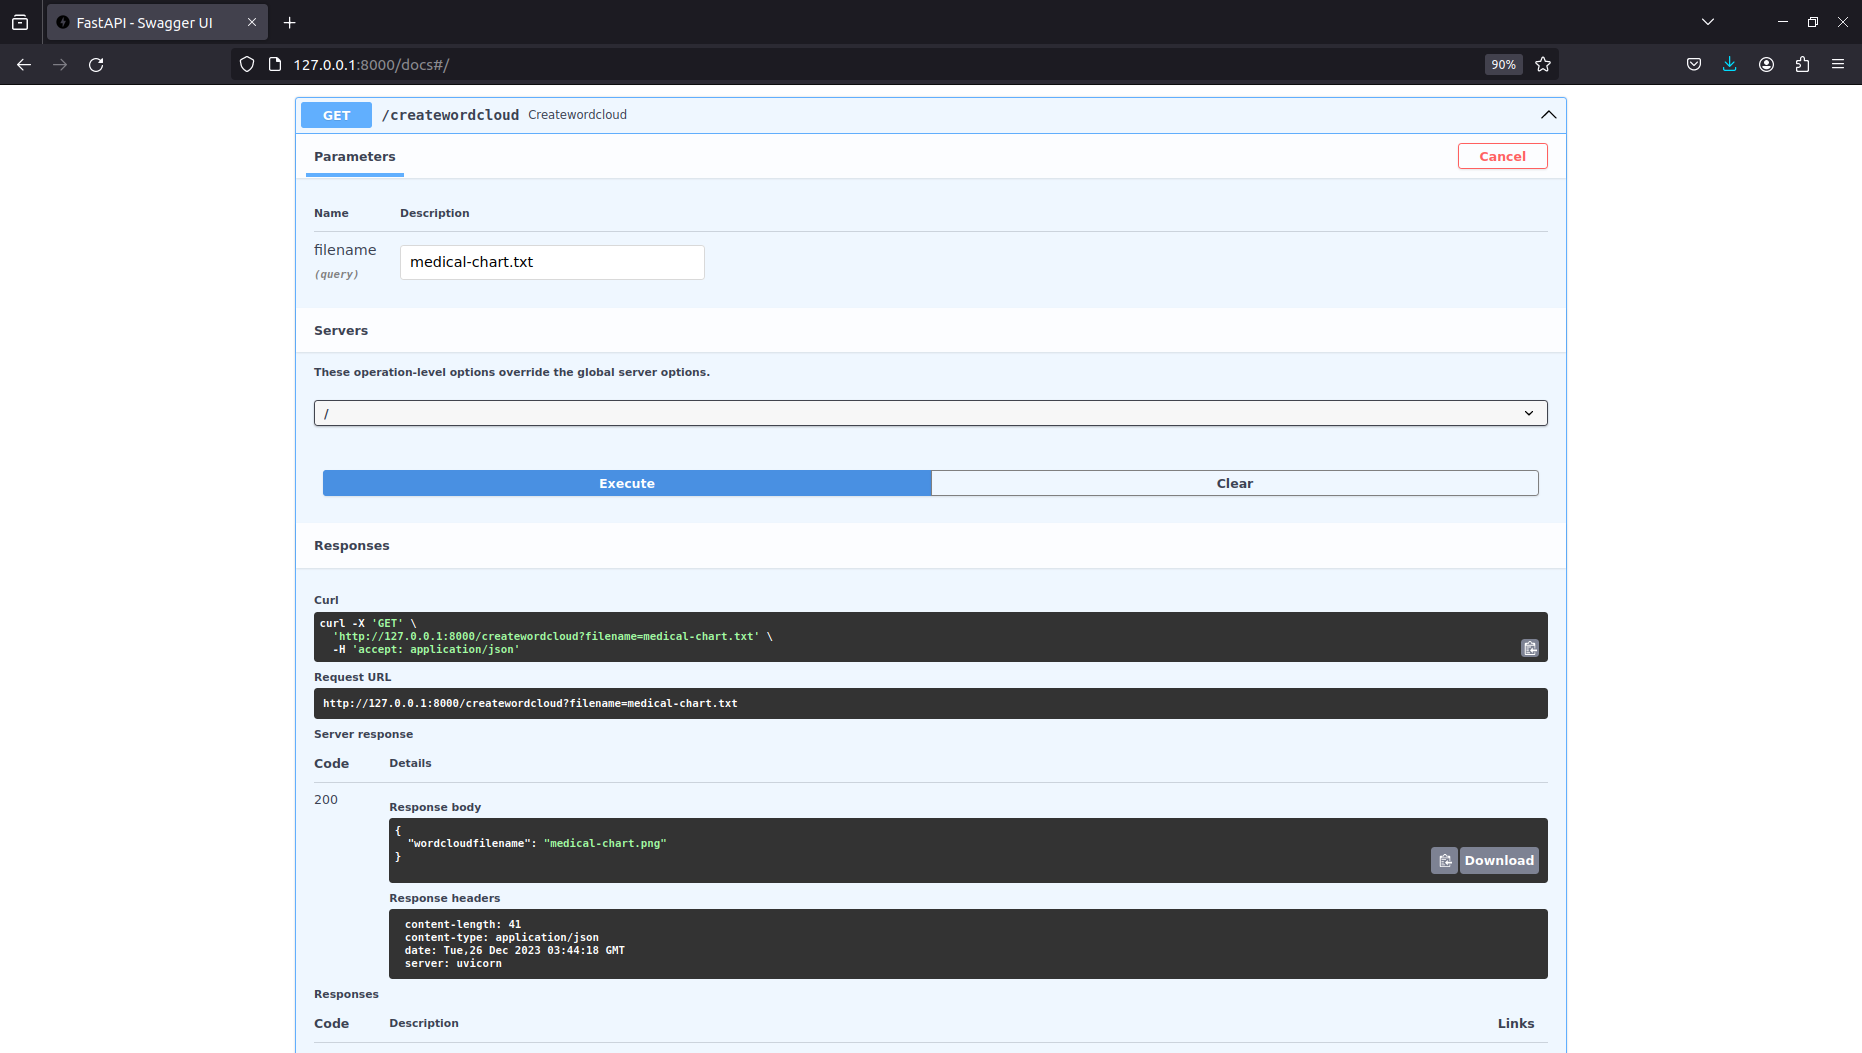 FastAPI - Swagger UI
127.0.0.1:8000/docs#/
90%
GET /createwordcloud Createwordcloud
Parameters
Cancel
Name Description
filename
(query)
medical-chart.txt
Servers
These operation-level options override the global server options.
/
Execute Clear
Responses
Curl
curl -X 'GET' \
'http://127.0.0.1:8000/createwordcloud?filename=medical-chart.txt' \
-H 'accept: application/json'
Request URL
http://127.0.0.1:8000/createwordcloud?filename=medical-chart.txt
Server response
Code Details
200
Response body
{
"wordcloudfilename": "medical-chart.png"
}
Download
Response headers
content-length: 41
content-type: application/json
date: Tue,26 Dec 2023 03:44:18 GMT
server: uvicorn
Responses
Code Description Links